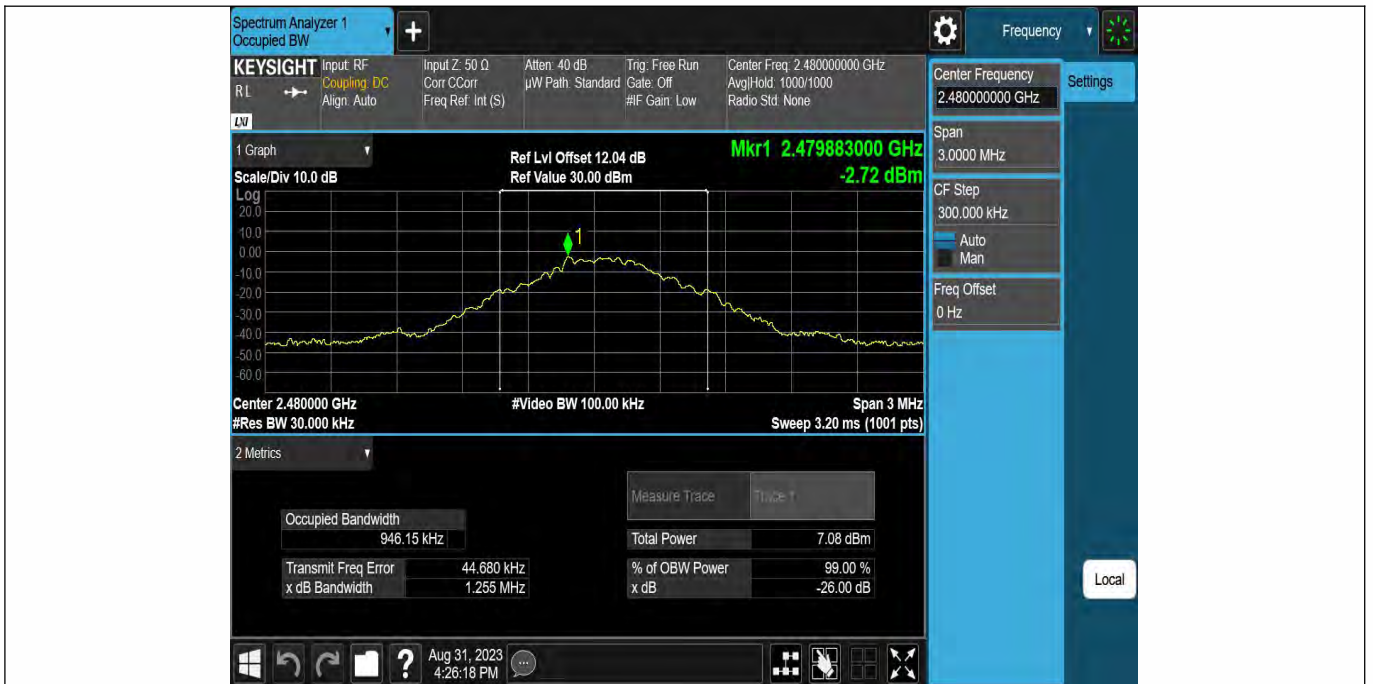 Spectrum Analyzer 1
Occupied BW
+
Frequency
KEYSIGHT
RL
LXI
Input: RF
Coupling: DC
Align: Auto
Input Z: 50 Ω
Corr CCorr
Freq Ref: Int (S)
Atten: 40 dB
µW Path: Standard
Trig: Free Run
Gate: Off
#IF Gain: Low
Center Freq: 2.480000000 GHz
Avg|Hold: 1000/1000
Radio Std: None
Center Frequency
2.480000000 GHz
Settings
Span
3.0000 MHz
CF Step
300.000 kHz
Auto
Man
Freq Offset
0 Hz
Local
1 Graph
Scale/Div 10.0 dB
Ref Lvl Offset 12.04 dB
Ref Value 30.00 dBm
Mkr1 2.479883000 GHz
-2.72 dBm
Log
20.0
10.0
0.00
-10.0
-20.0
-30.0
-40.0
-50.0
-60.0
1
Center 2.480000 GHz
#Video BW 100.00 kHz
Span 3 MHz
#Res BW 30.000 kHz
Sweep 3.20 ms (1001 pts)
2 Metrics
Measure Trace
Trace 1
Occupied Bandwidth
946.15 kHz
Total Power
7.08 dBm
Transmit Freq Error
44.680 kHz
% of OBW Power
99.00 %
x dB Bandwidth
1.255 MHz
x dB
-26.00 dB
?
Aug 31, 2023
4:26:18 PM